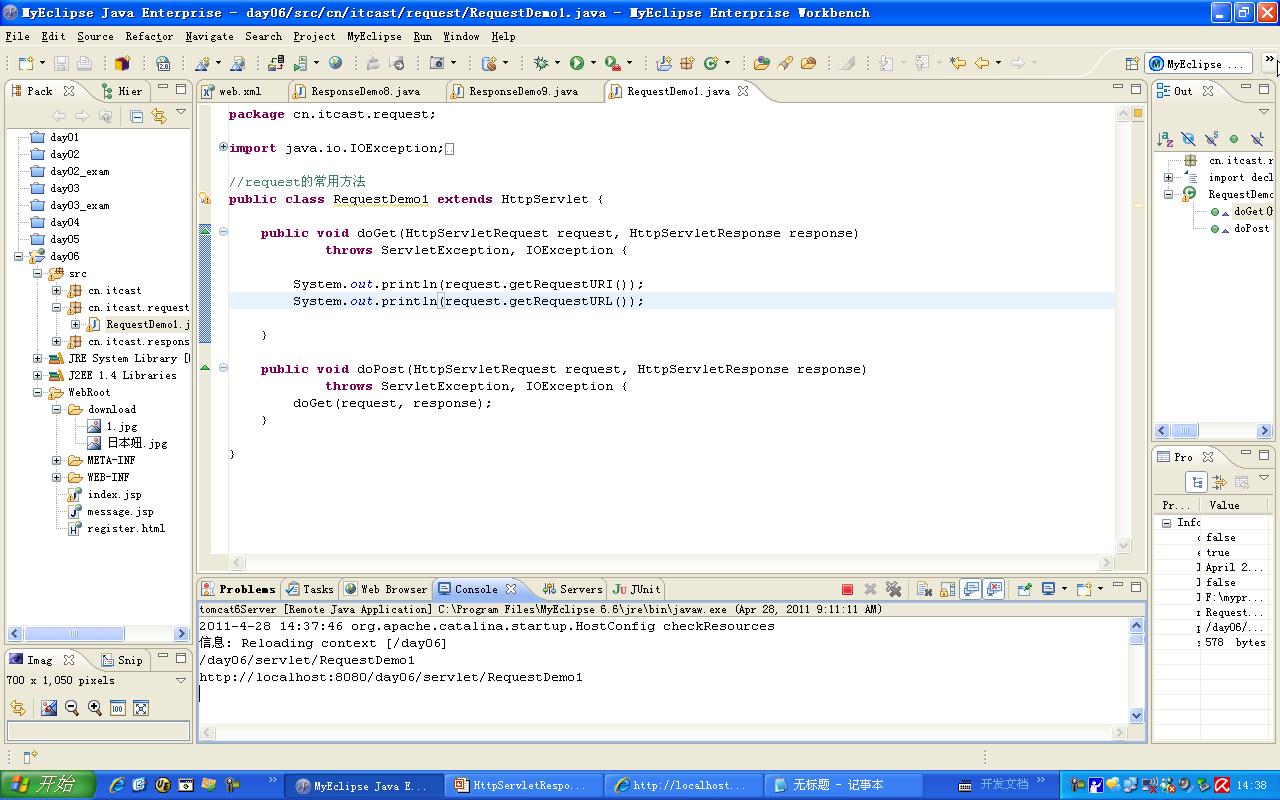 MyEclipse Java Enterprise - day06/src/cn/itcast/request/RequestDemo1.java - MyEclipse Enterprise Workbench
File Edit Source Refactor Navigate Search Project MyEclipse Run Window Help
MyEclipse ...
Pack Hier
web.xml ResponseDemo8.java ResponseDemo9.java RequestDemo1.java
Out
day01
day02
day02_exam
day03
day03_exam
day04
day05
day06
src
cn.itcast
cn.itcast.request
RequestDemo1.j
cn.itcast.respons
JRE System Library [
J2EE 1.4 Libraries
WebRoot
download
1.jpg
日本妞.jpg
META-INF
WEB-INF
index.jsp
message.jsp
register.html
package cn.itcast.request;
import java.io.IOException;
//request的常用方法
public class RequestDemo1 extends HttpServlet {
public void doGet(HttpServletRequest request, HttpServletResponse response)
throws ServletException, IOException {
System.out.println(request.getRequestURI());
System.out.println(request.getRequestURL());
}
public void doPost(HttpServletRequest request, HttpServletResponse response)
throws ServletException, IOException {
doGet(request, response);
}
}
cn.itcast.r
import decl
RequestDemo
doGet(H
doPost
Pro
Pr... Value
Info
false
true
April 2...
false
F:\mypr...
Request...
/day06/...
578 bytes
Imag Snip
700 x 1,050 pixels
Problems Tasks Web Browser Console Servers JUnit
tomcat6Server [Remote Java Application] C:\Program Files\MyEclipse 6.6\jre\bin\javaw.exe (Apr 28, 2011 9:11:11 AM)
2011-4-28 14:37:46 org.apache.catalina.startup.HostConfig checkResources
信息: Reloading context [/day06]
/day06/servlet/RequestDemo1
http://localhost:8080/day06/servlet/RequestDemo1
开始 MyEclipse Java E... HttpServletRespo... http://localhost... 无标题 - 记事本 开发文档 14:38